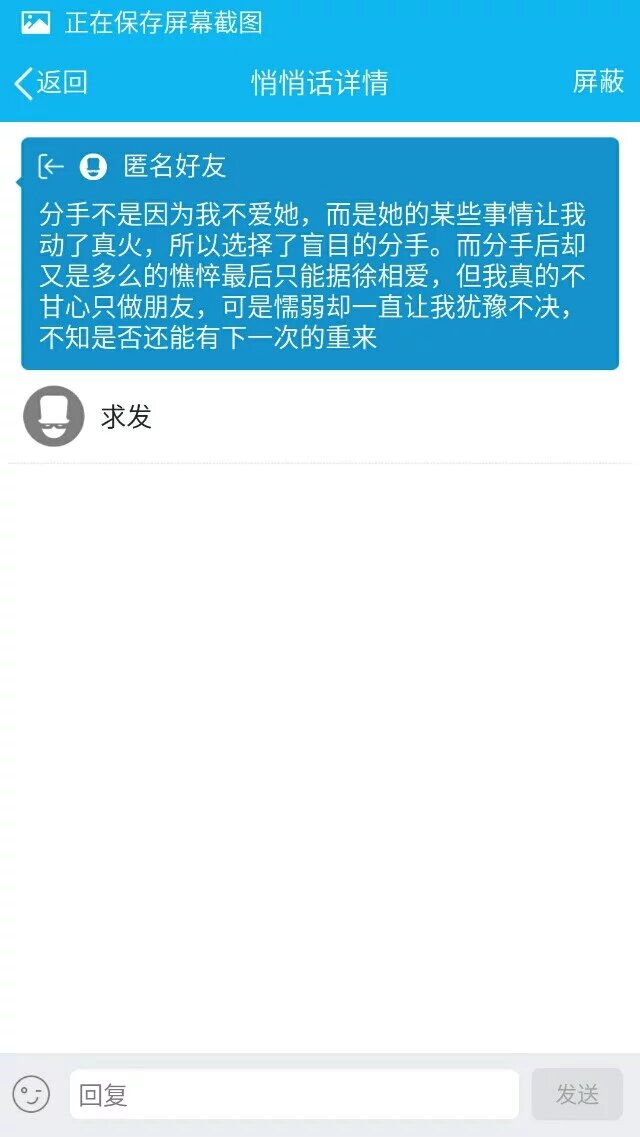 正在保存屏幕截图
返回 悄悄话详情 屏蔽
匿名好友
分手不是因为我不爱她，而是她的某些事情让我
动了真火，所以选择了盲目的分手。而分手后却
又是多么的憔悴最后只能据徐相爱，但我真的不
甘心只做朋友，可是懦弱却一直让我犹豫不决，
不知是否还能有下一次的重来
求发
回复 发送